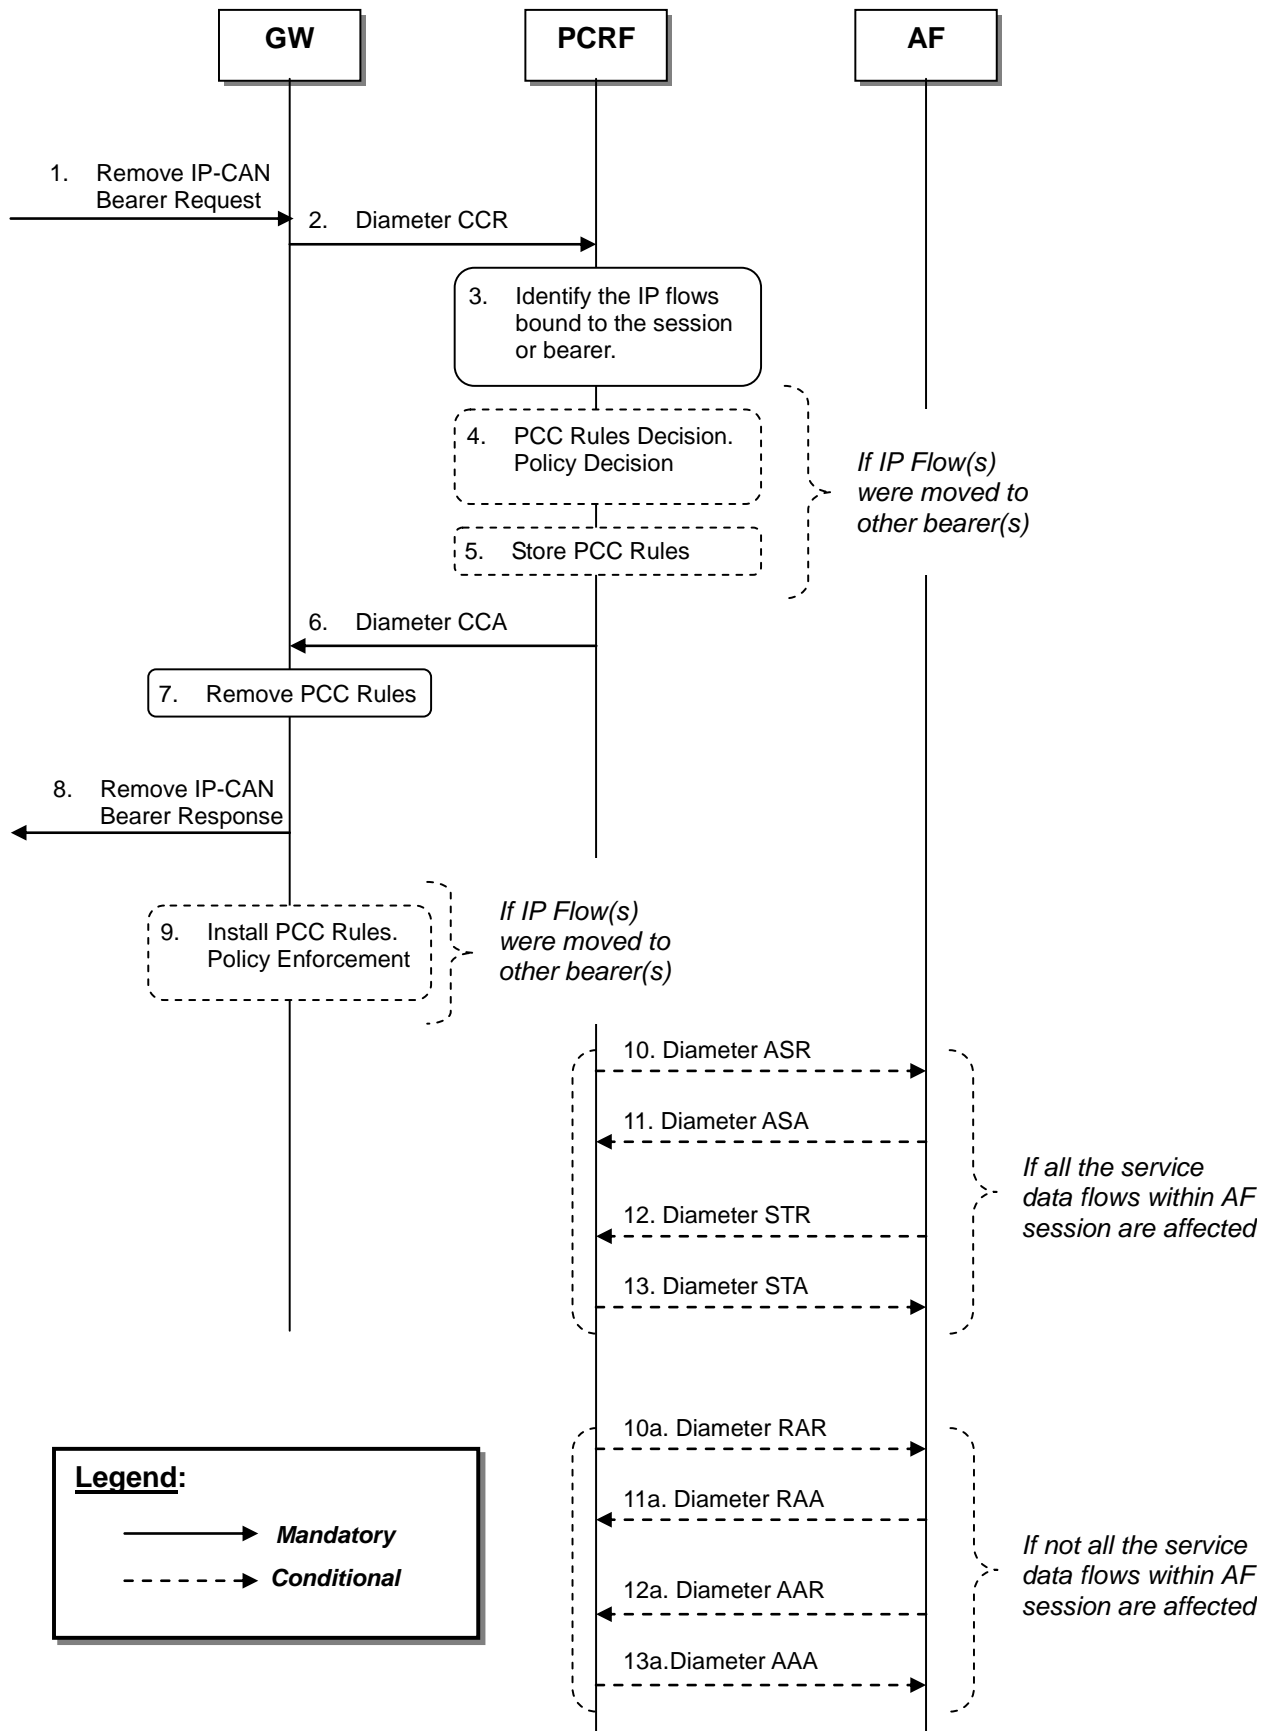 GW
PCRF
AF
1. Remove IP-CAN
Bearer Request
2. Diameter CCR
3. Identify the IP flows
bound to the session
or bearer.
4. PCC Rules Decision.
Policy Decision
If IP Flow(s)
were moved to
other bearer(s)
5. Store PCC Rules
6. Diameter CCA
7. Remove PCC Rules
8. Remove IP-CAN
Bearer Response
9. Install PCC Rules.
Policy Enforcement
If IP Flow(s)
were moved to
other bearer(s)
10. Diameter ASR
11. Diameter ASA
12. Diameter STR
13. Diameter STA
If all the service
data flows within AF
session are affected
10a. Diameter RAR
11a. Diameter RAA
12a. Diameter AAR
13a.Diameter AAA
If not all the service
data flows within AF
session are affected
Legend:
Mandatory
Conditional